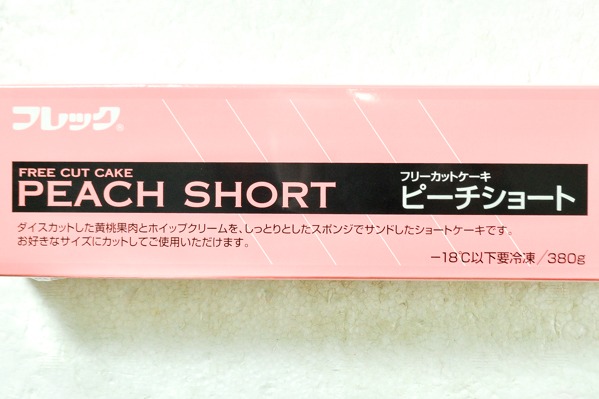 フレック®
FREE CUT CAKE
PEACH SHORT
フリーカットケーキ
ピーチショート
ダイスカットした黄桃果肉とホイップクリームを、しっとりとしたスポンジでサンドしたショートケーキです。
お好きなサイズにカットしてご使用いただけます。
−18℃以下要冷凍/380g